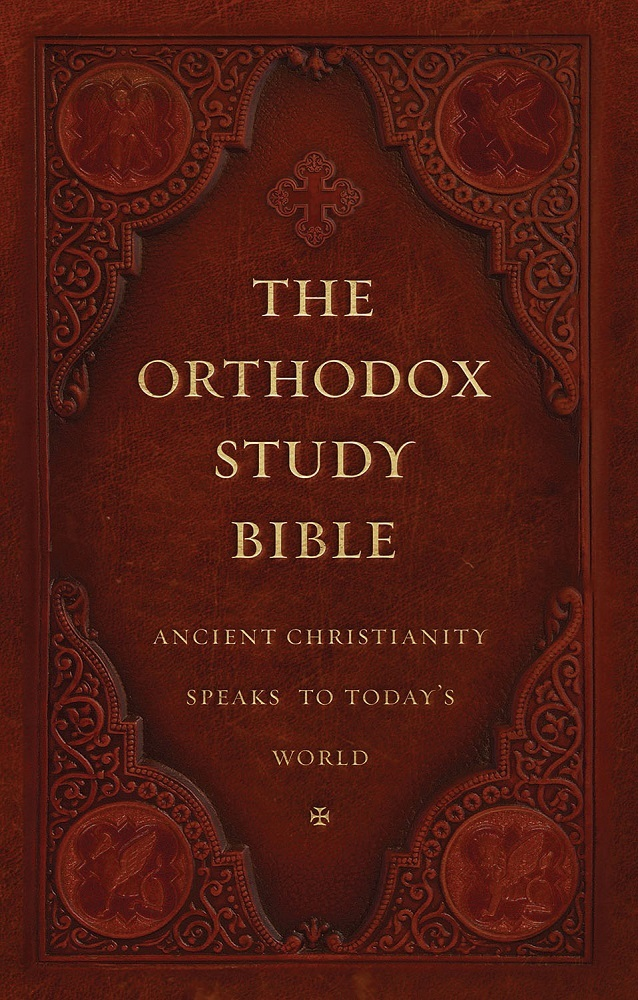 THE
ORTHODOX
STUDY
BIBLE
ANCIENT CHRISTIANITY
SPEAKS TO TODAY'S
WORLD